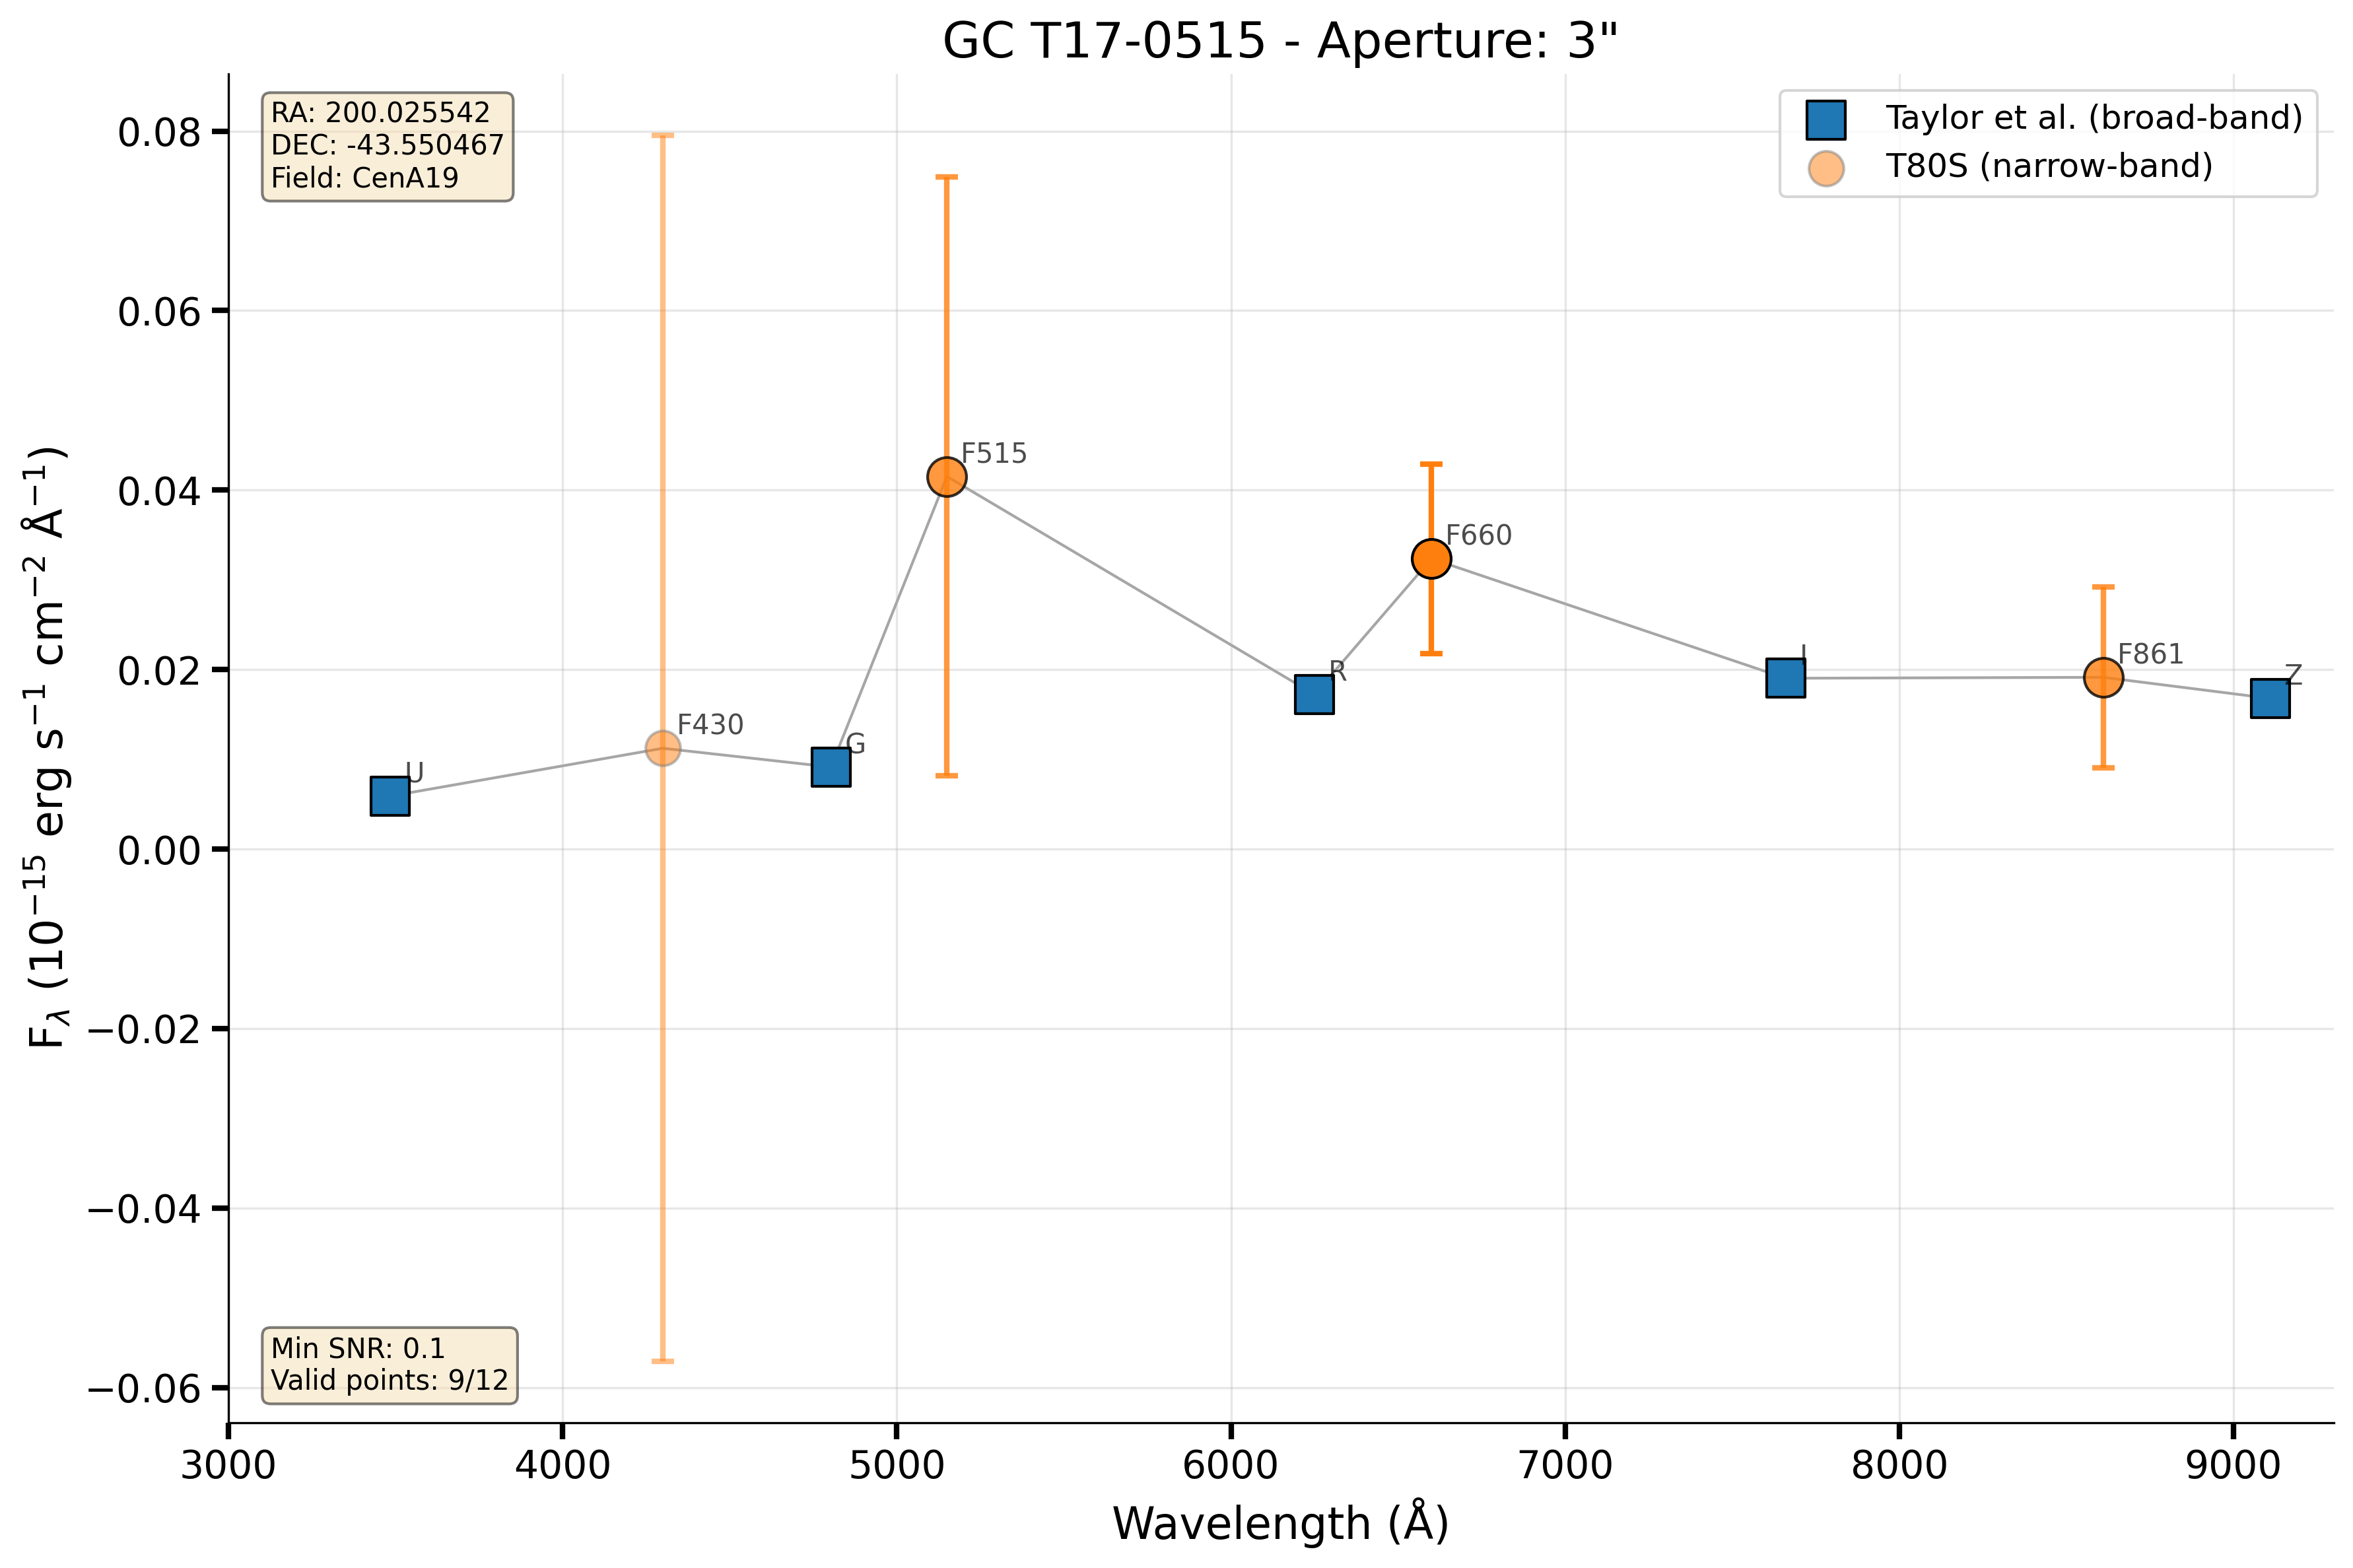 GC T17-0515 - Aperture: 3"
RA: 200.025542
DEC: -43.550467
Field: CenA19
Taylor et al. (broad-band)
T80S (narrow-band)
0.08
0.06
0.04
0.02
0.00
−0.02
−0.04
−0.06
F515
F660
R
I
F861
Z
F430
G
U
Min SNR: 0.1
Valid points: 9/12
3000 4000 5000 6000 7000 8000 9000
Wavelength (Å)
F_λ (10⁻¹⁵ erg s⁻¹ cm⁻² Å⁻¹)